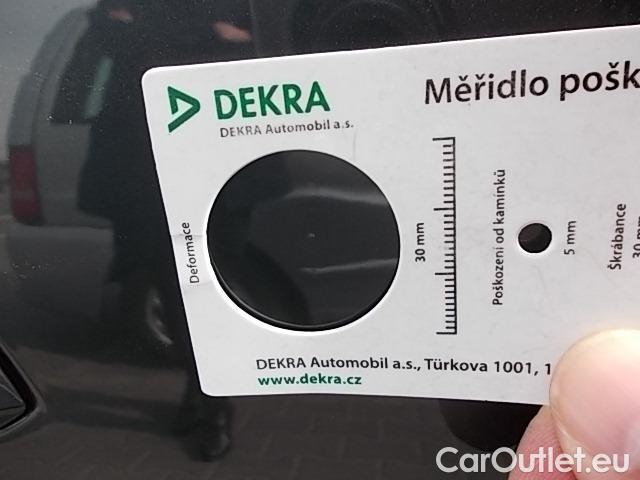 DEKRA
DEKRA Automobil a.s.
Měřidlo pošk
Deformace
30 mm
Poškození od kamínků
5 mm
Škrábance
30 mm
DEKRA Automobil a.s., Türkova 1001, 1
www.dekra.cz
CarOutlet.eu